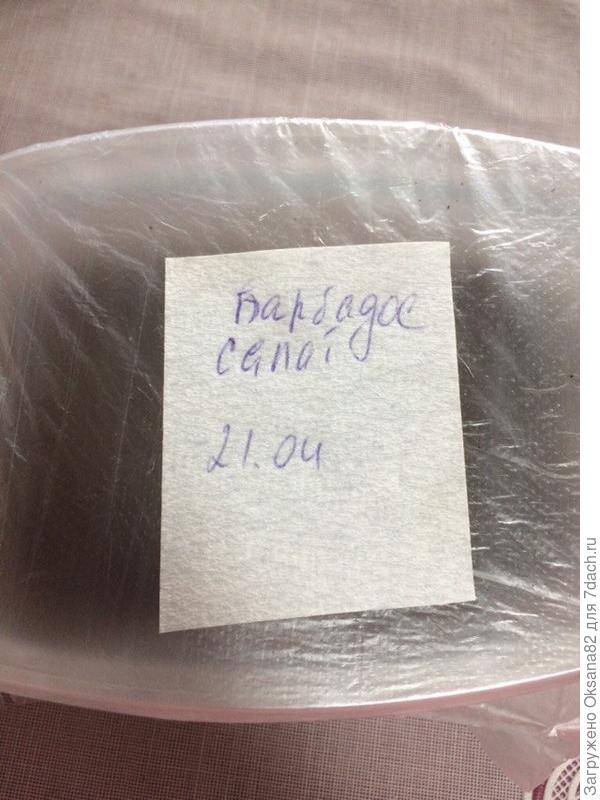 Барбадос
салат
21.04
Загружено Oksana82 для 7dach.ru